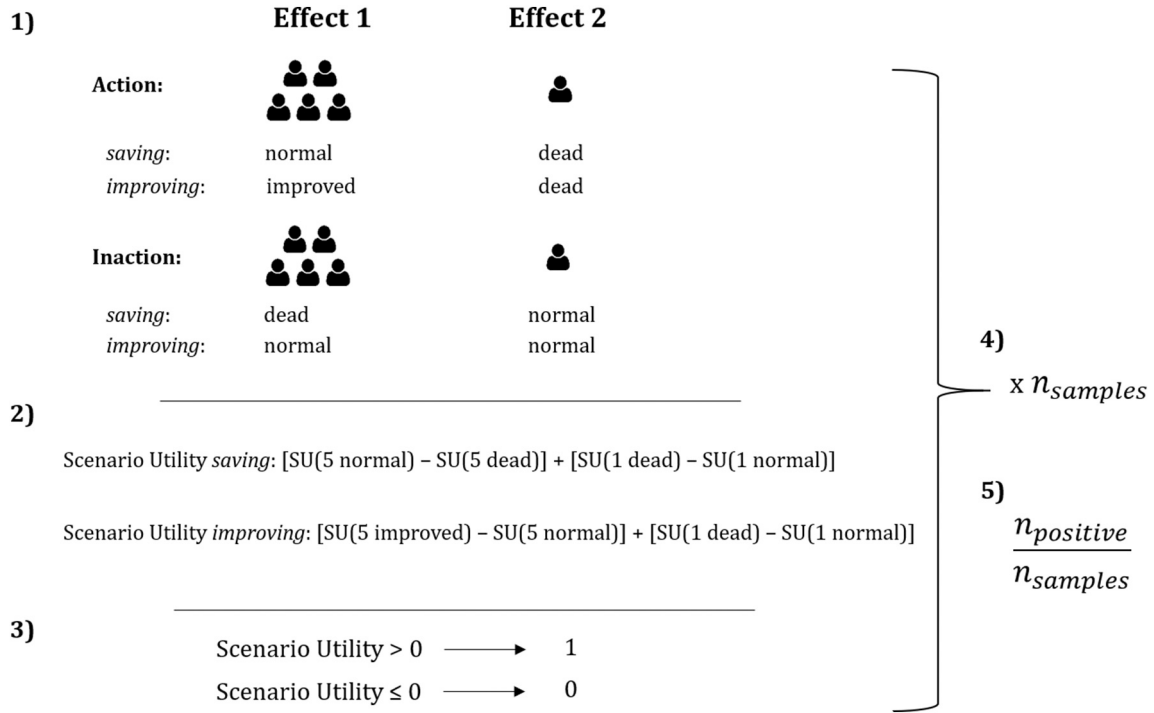 1) Effect 1 Effect 2
Action:
saving: normal dead
improving: improved dead
Inaction:
saving: dead normal
improving: normal normal
2)
Scenario Utility saving: [SU(5 normal) – SU(5 dead)] + [SU(1 dead) – SU(1 normal)]
Scenario Utility improving: [SU(5 improved) – SU(5 normal)] + [SU(1 dead) – SU(1 normal)]
3)
Scenario Utility > 0 → 1
Scenario Utility ≤ 0 → 0
4)
x n_samples
5)
n_positive
n_samples